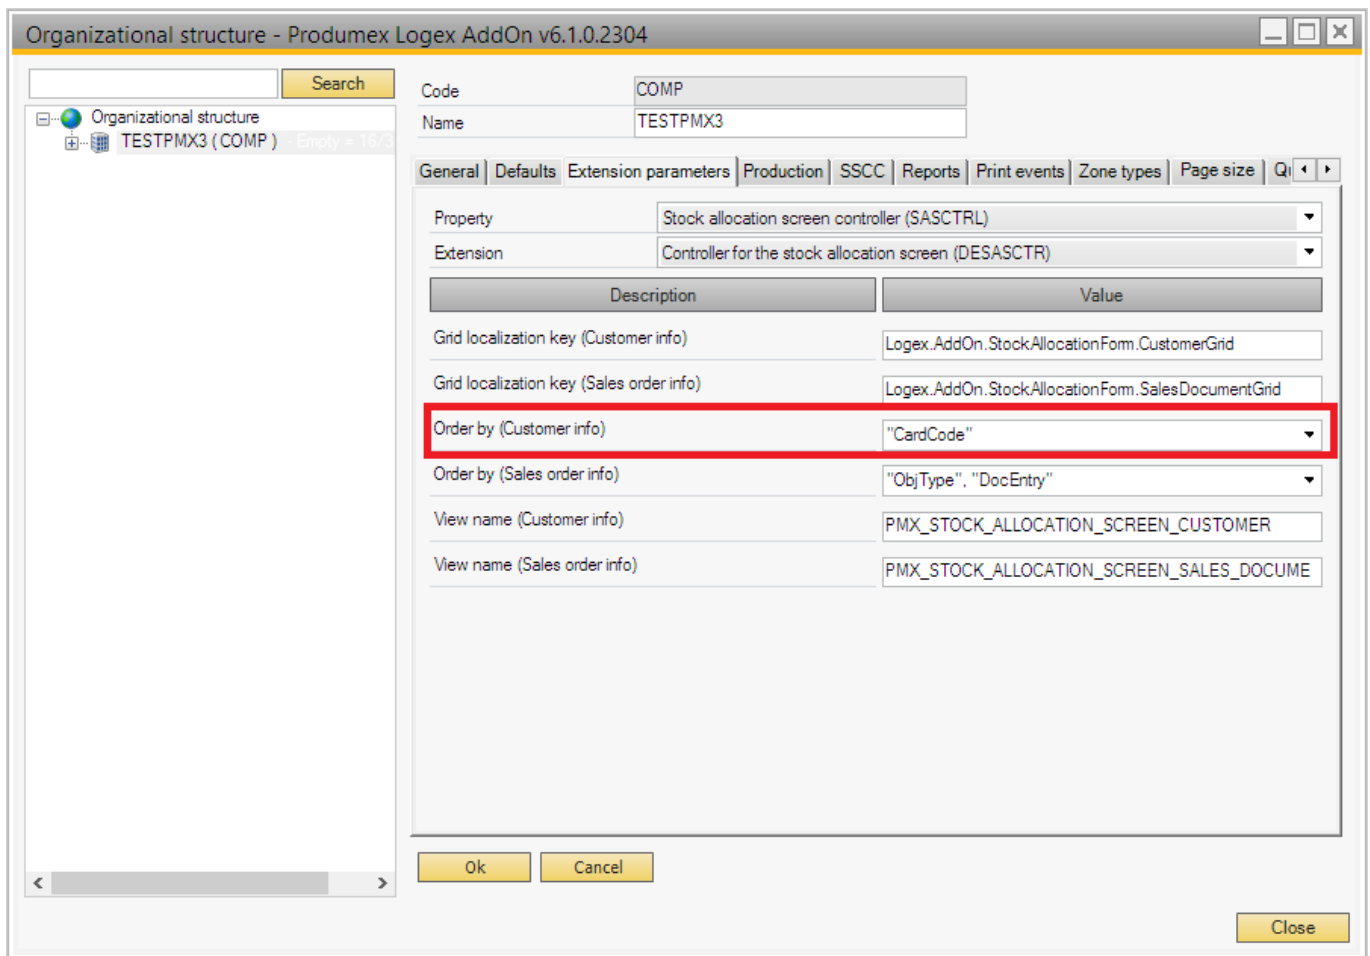 Organizational structure - Produmex Logex AddOn v6.1.0.2304
Search
Organizational structure
TESTPMX3 ( COMP ) - Empty = 16/3
Code COMP
Name TESTPMX3
General Defaults Extension parameters Production SSCC Reports Print events Zone types Page size
Property Stock allocation screen controller (SASCTRL)
Extension Controller for the stock allocation screen (DESASCTR)
Description Value
Grid localization key (Customer info) Logex.AddOn.StockAllocationForm.CustomerGrid
Grid localization key (Sales order info) Logex.AddOn.StockAllocationForm.SalesDocumentGrid
Order by (Customer info) "CardCode"
Order by (Sales order info) "ObjType", "DocEntry"
View name (Customer info) PMX_STOCK_ALLOCATION_SCREEN_CUSTOMER
View name (Sales order info) PMX_STOCK_ALLOCATION_SCREEN_SALES_DOCUME
Ok Cancel
Close